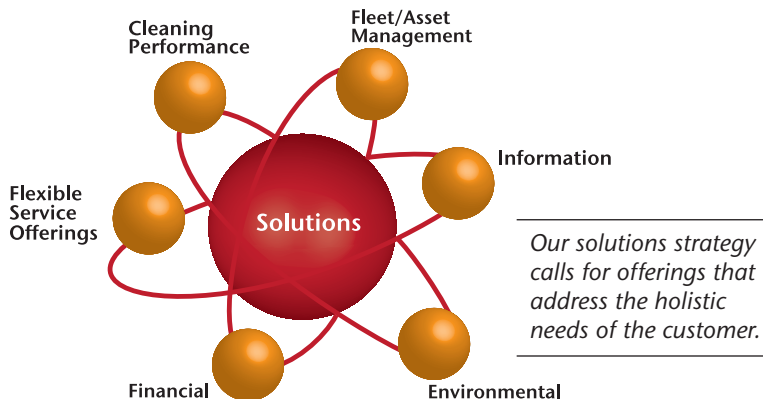 Cleaning
Performance
Fleet/Asset
Management
Information
Flexible
Service
Offerings
Solutions
Our solutions strategy
calls for offerings that
address the holistic
needs of the customer.
Financial
Environmental